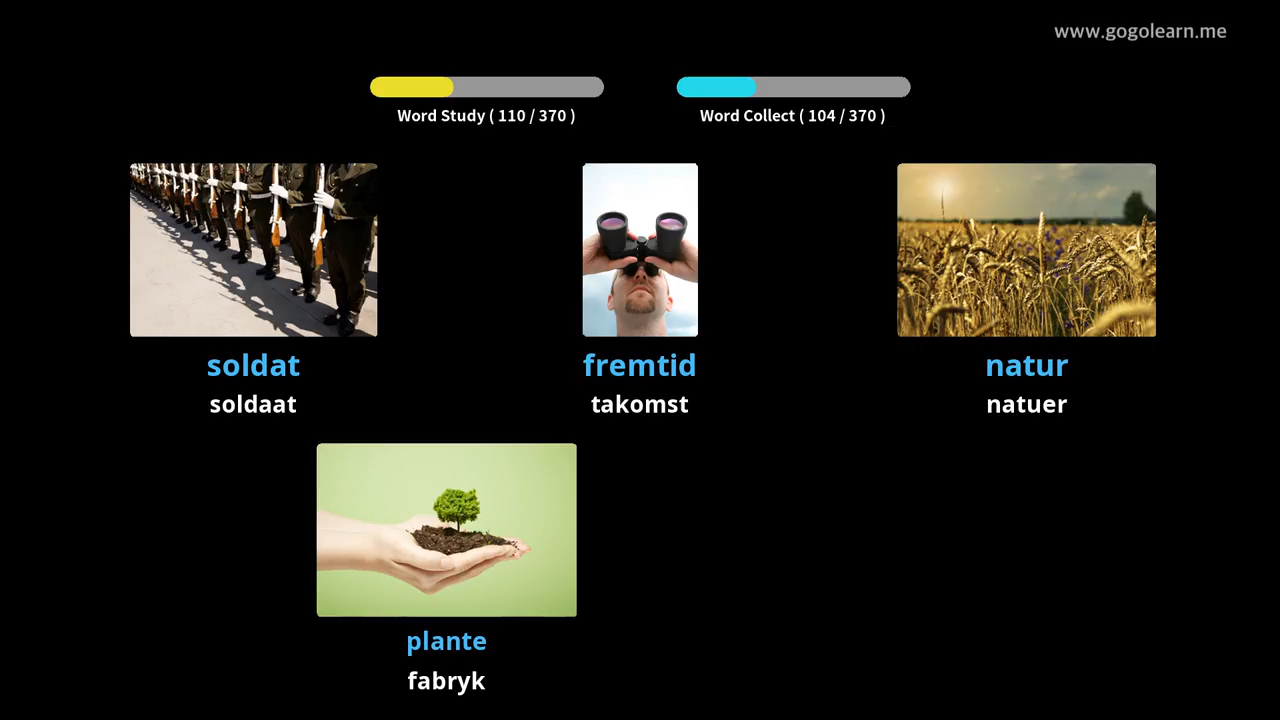 www.gogolearn.me
Word Study ( 110 / 370 )
Word Collect ( 104 / 370 )
soldat
soldaat
fremtid
takomst
natur
natuer
plante
fabryk